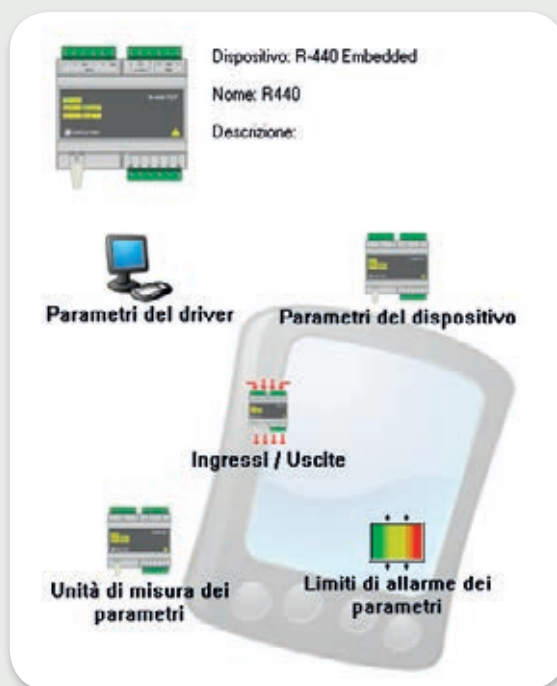 Dispositivo: R-440 Embedded
Nome: R440
Descrizione:
Parametri del driver
Parametri del dispositivo
Ingressi / Uscite
Unità di misura dei
parametri
Limiti di allarme dei
parametri